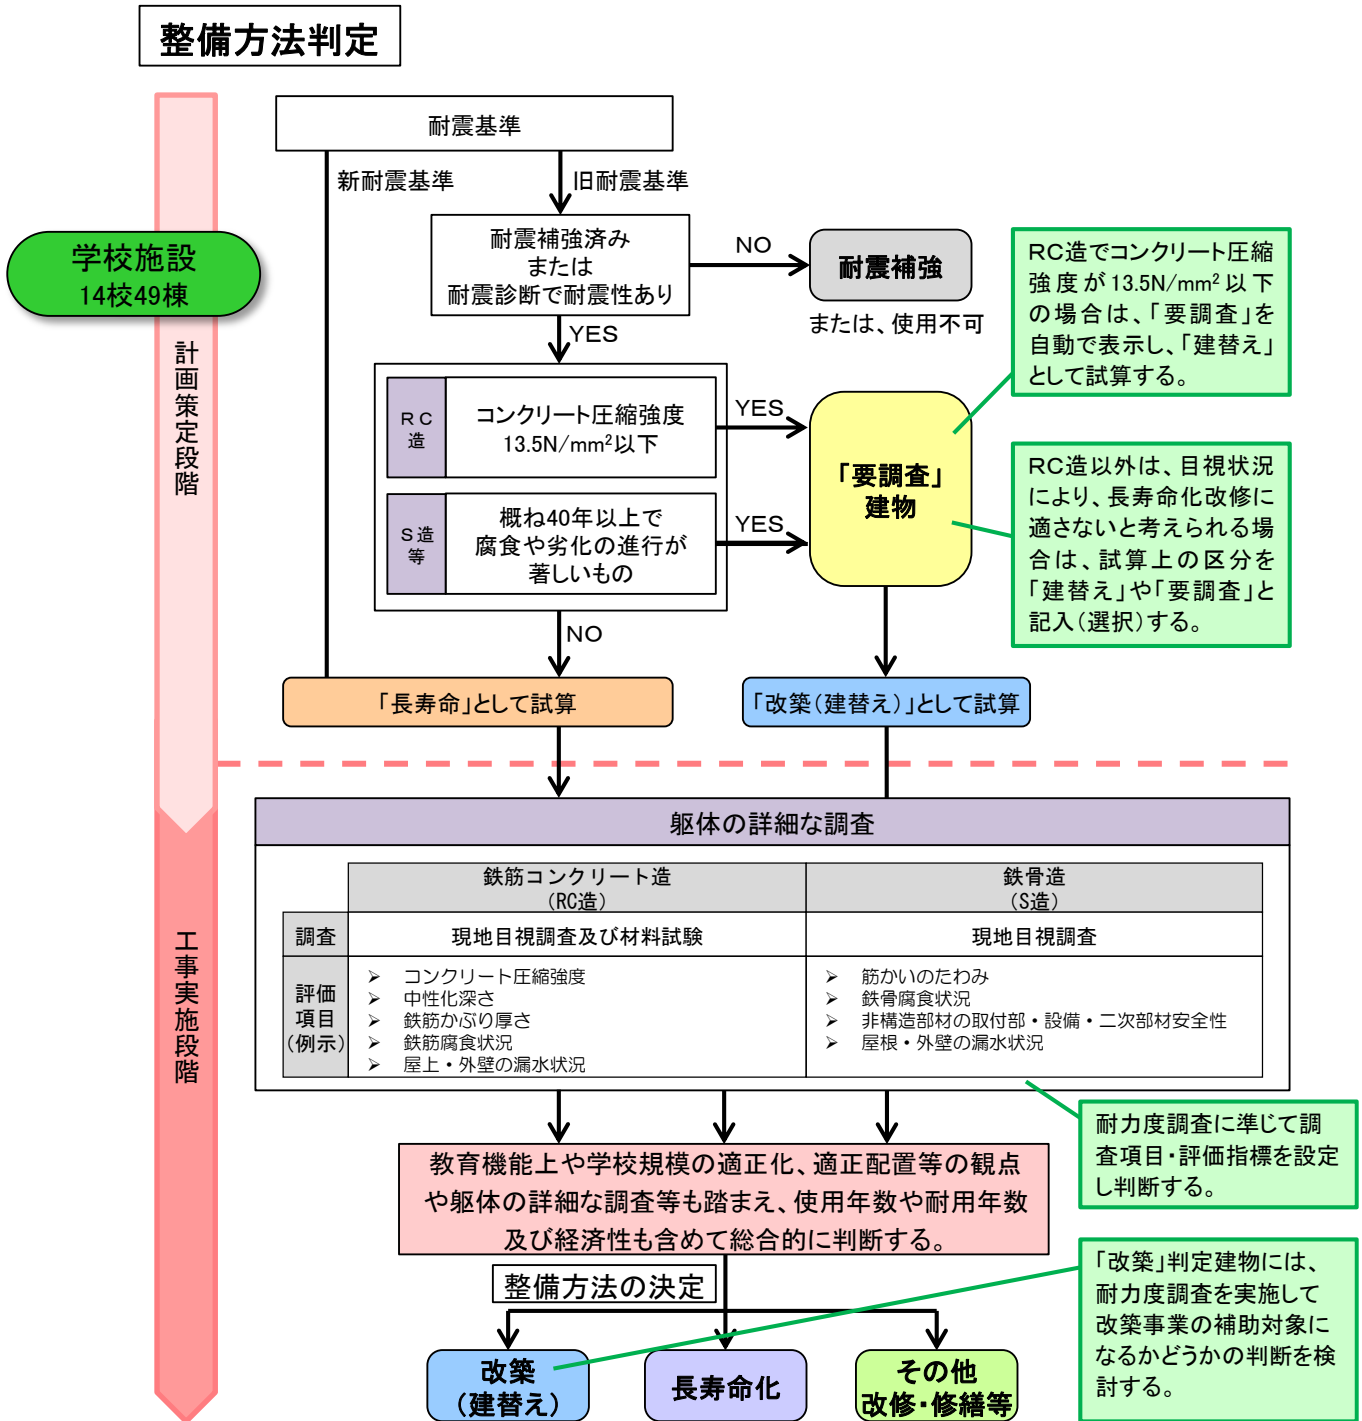 整備方法判定
耐震基準
新耐震基準
旧耐震基準
学校施設
14校49棟
耐震補強済み
または
耐震診断で耐震性あり
NO
耐震補強
または、使用不可
YES
RC造でコンクリート圧縮
強度が13.5N/mm²以下
の場合は、「要調査」を
自動で表示し、「建替え」
として試算する。
計画策定段階
RC
造
コンクリート圧縮強度
13.5N/mm²以下
YES
「要調査」
建物
S造
等
概ね40年以上で
腐食や劣化の進行が
著しいもの
YES
RC造以外は、目視状況
により、長寿命化改修に
適さないと考えられる場
合は、試算上の区分を
「建替え」や「要調査」と
記入(選択)する。
NO
「長寿命」として試算
「改築(建替え)」として試算
工事実施段階
躯体の詳細な調査
鉄筋コンクリート造
(RC造)
鉄骨造
(S造)
調査
現地目視調査及び材料試験
現地目視調査
評価
項目
(例示)
➢ コンクリート圧縮強度
➢ 中性化深さ
➢ 鉄筋かぶり厚さ
➢ 鉄筋腐食状況
➢ 屋上・外壁の漏水状況
➢ 筋かいのたわみ
➢ 鉄骨腐食状況
➢ 非構造部材の取付部・設備・二次部材安全性
➢ 屋根・外壁の漏水状況
耐力度調査に準じて調
査項目・評価指標を設定
し判断する。
教育機能上や学校規模の適正化、適正配置等の観点
や躯体の詳細な調査等も踏まえ、使用年数や耐用年数
及び経済性も含めて総合的に判断する。
整備方法の決定
「改築」判定建物には、
耐力度調査を実施して
改築事業の補助対象に
なるかどうかの判断を検
討する。
改築
(建替え)
長寿命化
その他
改修・修繕等